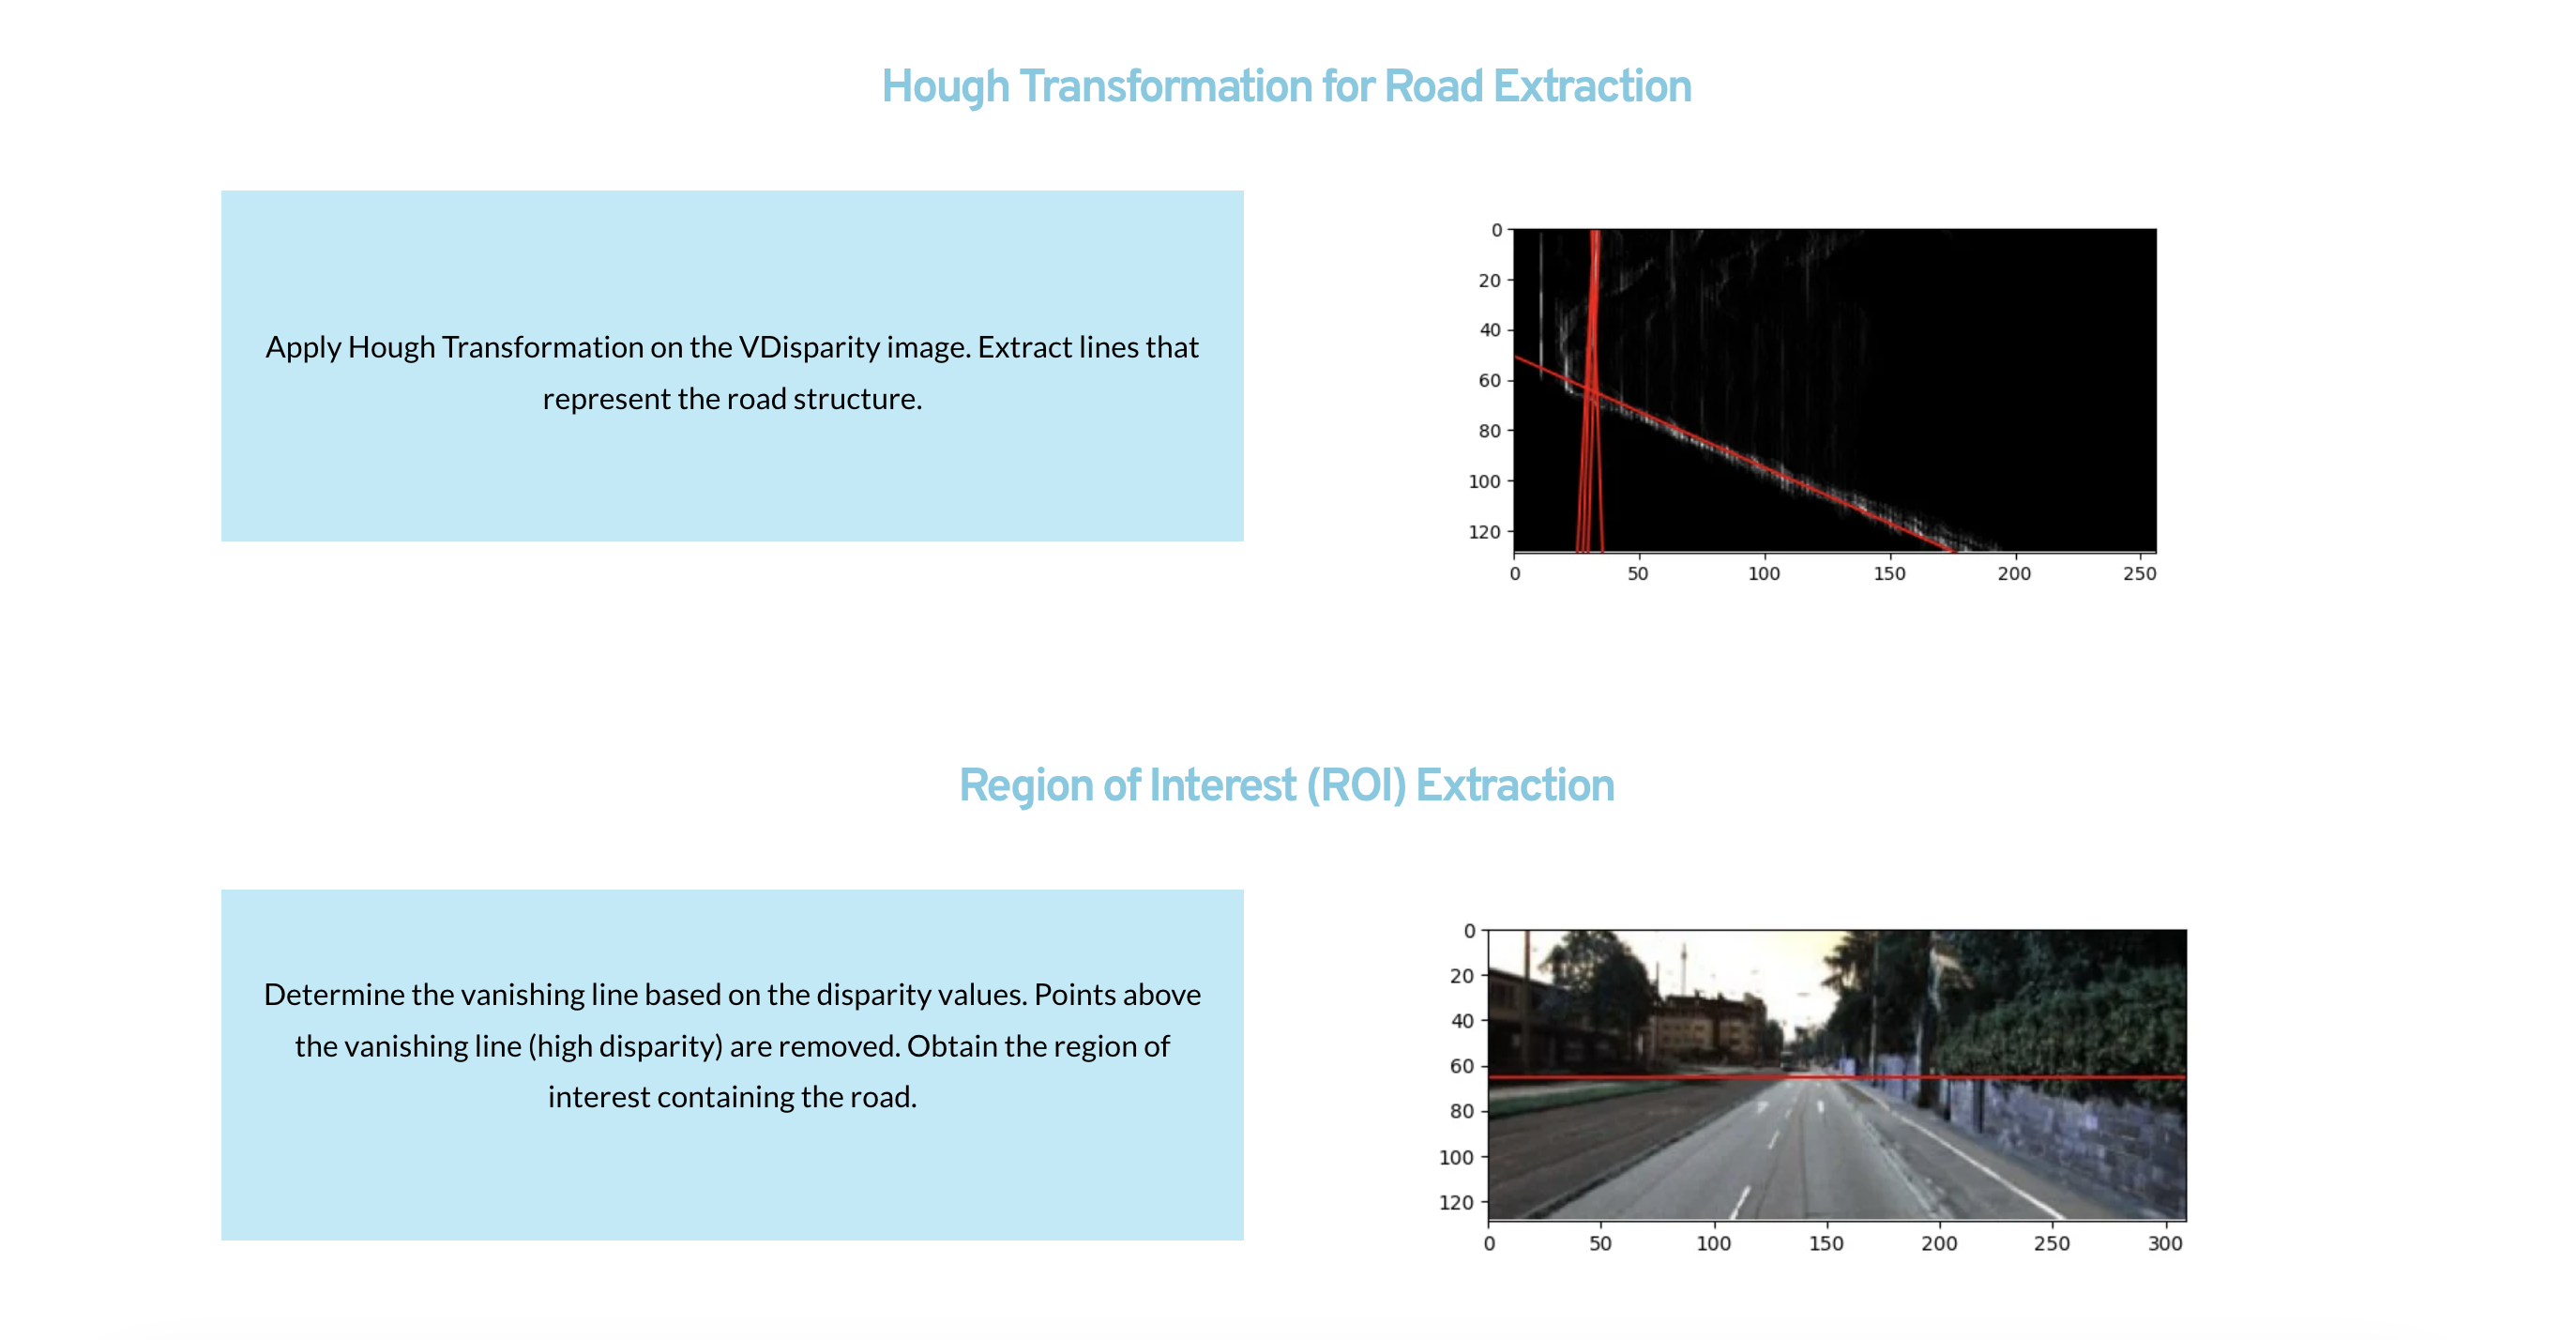 Hough Transformation for Road Extraction
Apply Hough Transformation on the VDisparity image. Extract lines that
represent the road structure.
0
20
40
60
80
100
120
0 50 100 150 200 250
Region of Interest (ROI) Extraction
Determine the vanishing line based on the disparity values. Points above
the vanishing line (high disparity) are removed. Obtain the region of
interest containing the road.
0
20
40
60
80
100
120
0 50 100 150 200 250 300